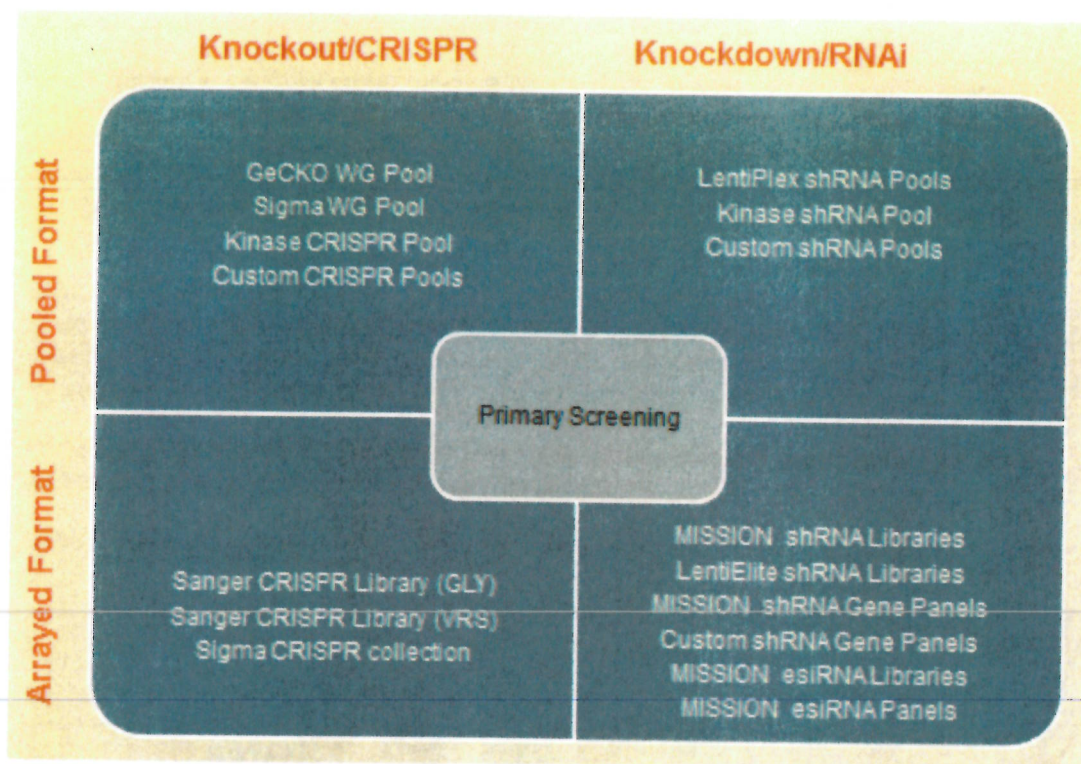 Knockout/CRISPR
Knockdown/RNAi
Pooled Format
GeCKO WG Pool
Sigma WG Pool
Kinase CRISPR Pool
Custom CRISPR Pools
LentiPlex shRNA Pools
Kinase shRNA Pool
Custom shRNA Pools
Primary Screening
Arrayed Format
Sanger CRISPR Library (GLY)
Sanger CRISPR Library (VRS)
Sigma CRISPR collection
MISSION shRNA Libraries
LentiElite shRNA Libraries
MISSION shRNA Gene Panels
Custom shRNA Gene Panels
MISSION esiRNA Libraries
MISSION esiRNA Panels